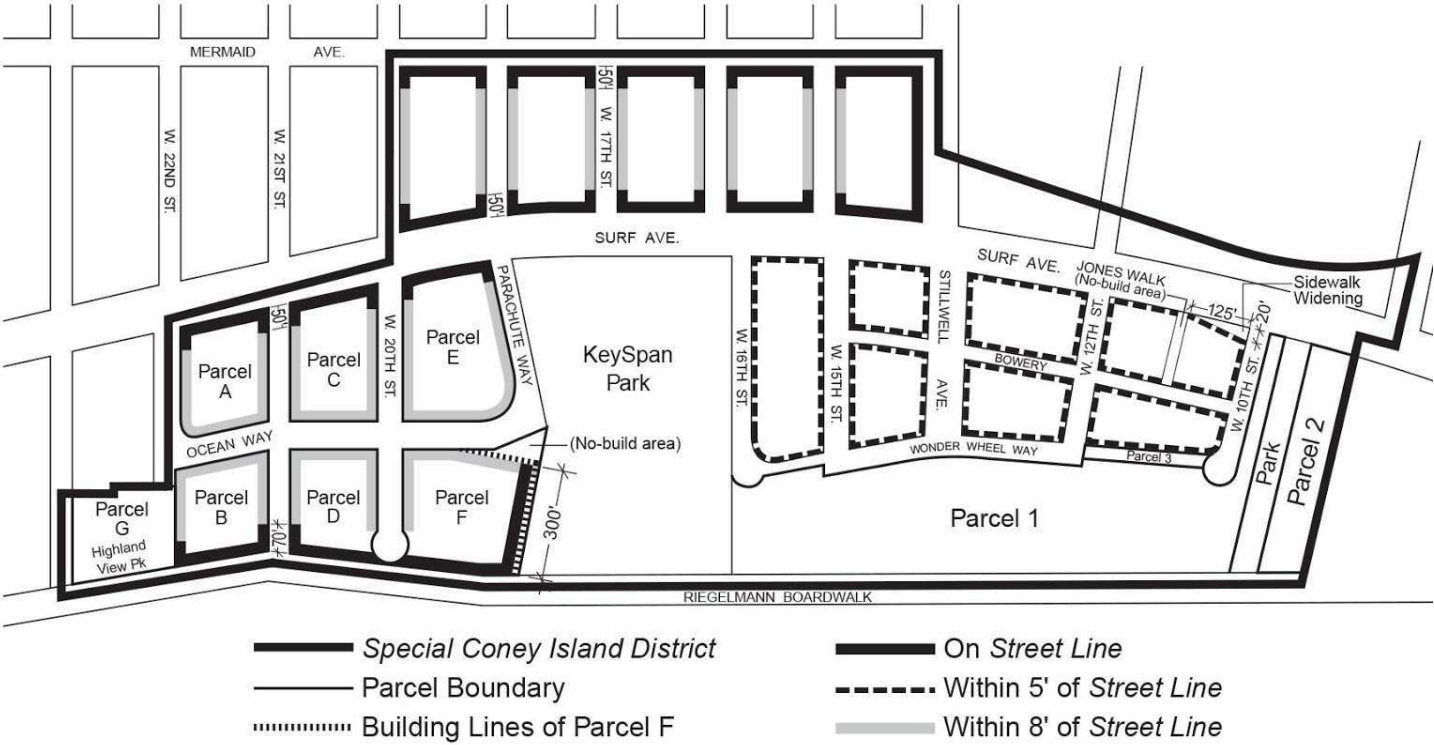 MERMAID AVE.
W. 22ND ST.
W. 21ST ST.
50'
W. 17TH ST.
50'
SURF AVE.
SURF AVE.
JONES WALK
(No-build area)
Sidewalk
Widening
125'
20'
50'
Parcel
A
Parcel
C
W. 20TH ST.
Parcel
E
PARACHUTE WAY
KeySpan
Park
W. 16TH ST.
W. 15TH ST.
STILLWELL
AVE.
BOWERY
W. 12TH ST.
W. 10TH ST.
OCEAN WAY
(No-build area)
WONDER WHEEL WAY
Parcel 3
Park
Parcel 2
Parcel
G
Highland
View Pk
Parcel
B
70'
Parcel
D
Parcel
F
300'
Parcel 1
RIEGELMANN BOARDWALK
Special Coney Island District
Parcel Boundary
Building Lines of Parcel F
On Street Line
Within 5' of Street Line
Within 8' of Street Line